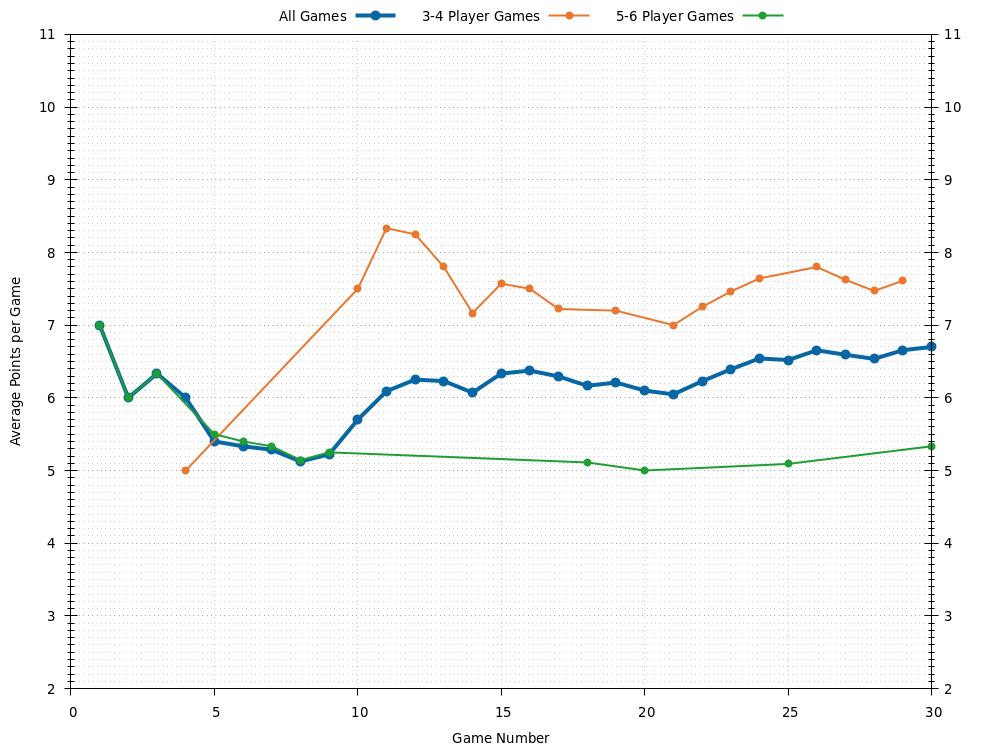 All Games 3-4 Player Games 5-6 Player Games
11 11
10 10
9 9
8 8
7 7
6 6
5 5
4 4
3 3
2 2
Average Points per Game
0 5 10 15 20 25 30
Game Number